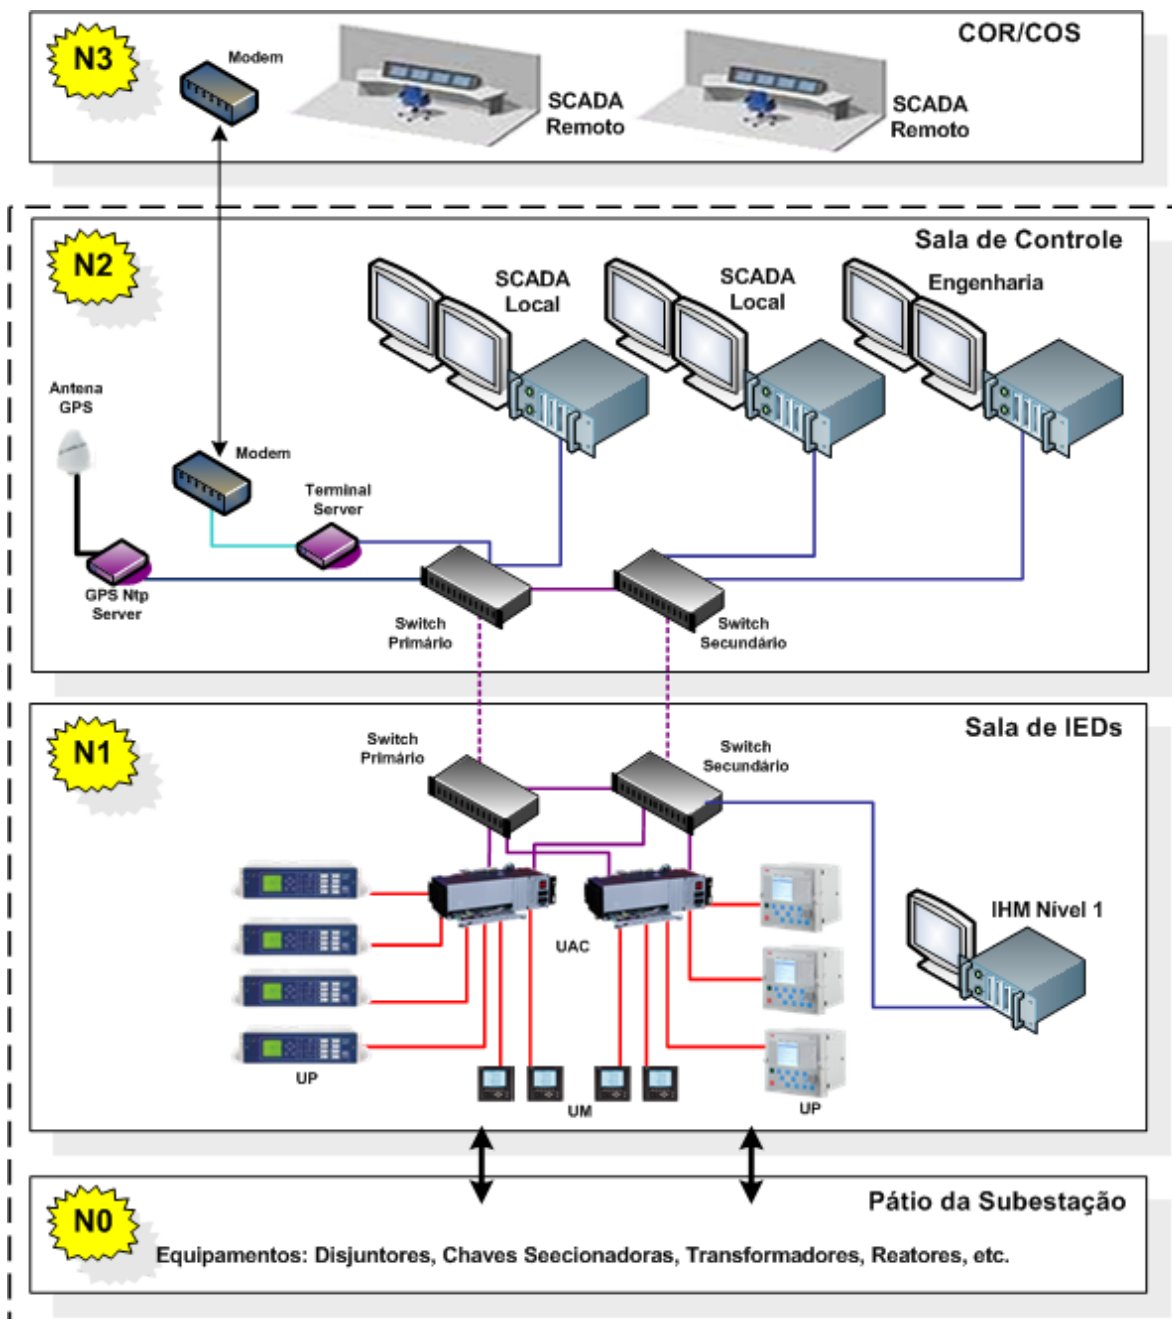 N3
COR/COS
Modem
SCADA
Remoto
SCADA
Remoto
N2
Sala de Controle
SCADA
Local
SCADA
Local
Engenharia
Antena
GPS
Modem
Terminal
Server
GPS Ntp
Server
Switch
Primário
Switch
Secundário
N1
Sala de IEDs
Switch
Primário
Switch
Secundário
IHM Nível 1
UAC
UP
UM
UP
N0
Pátio da Subestação
Equipamentos: Disjuntores, Chaves Seecionadoras, Transformadores, Reatores, etc.